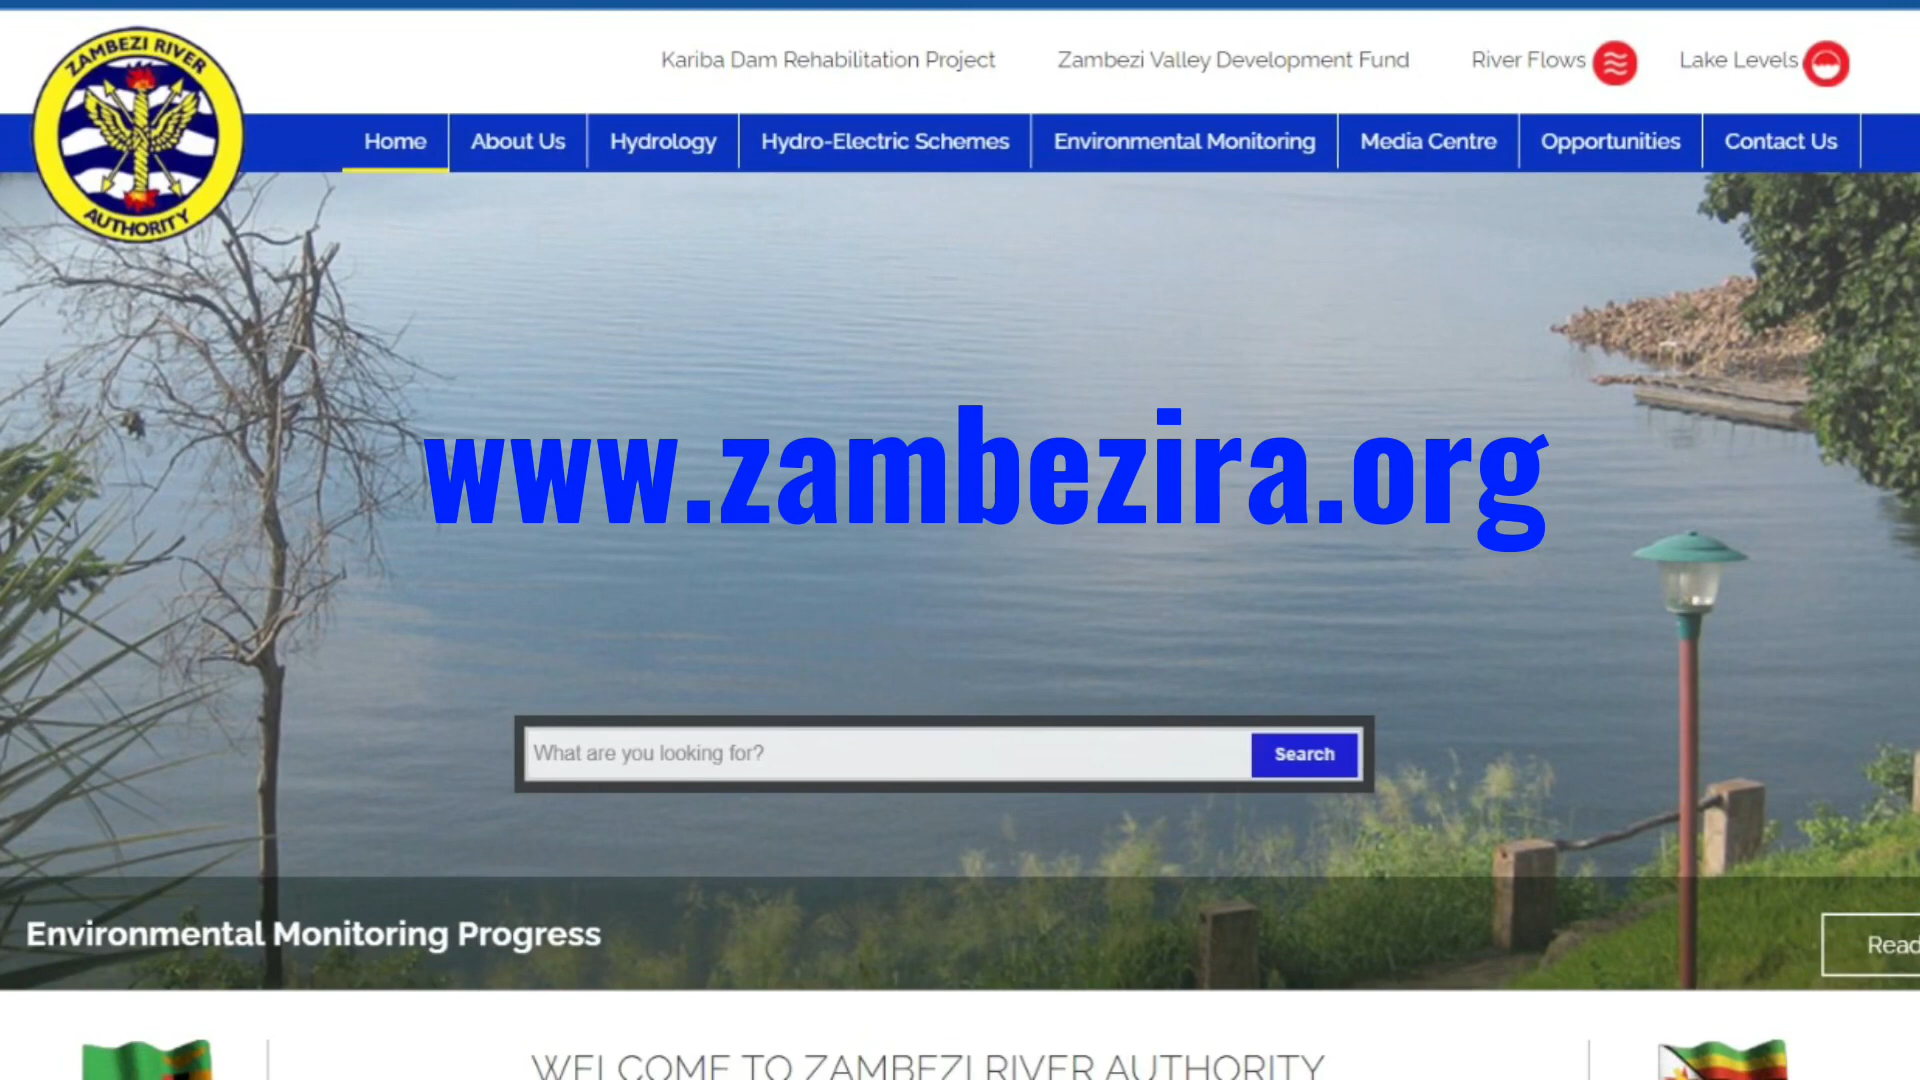 ZAMBEZI RIVER
AUTHORITY
Kariba Dam Rehabilitation Project
Zambezi Valley Development Fund
River Flows
Lake Levels
Home
About Us
Hydrology
Hydro-Electric Schemes
Environmental Monitoring
Media Centre
Opportunities
Contact Us
www.zambezira.org
What are you looking for?
Search
Environmental Monitoring Progress
Read
WELCOME TO ZAMBEZI RIVER AUTHORITY